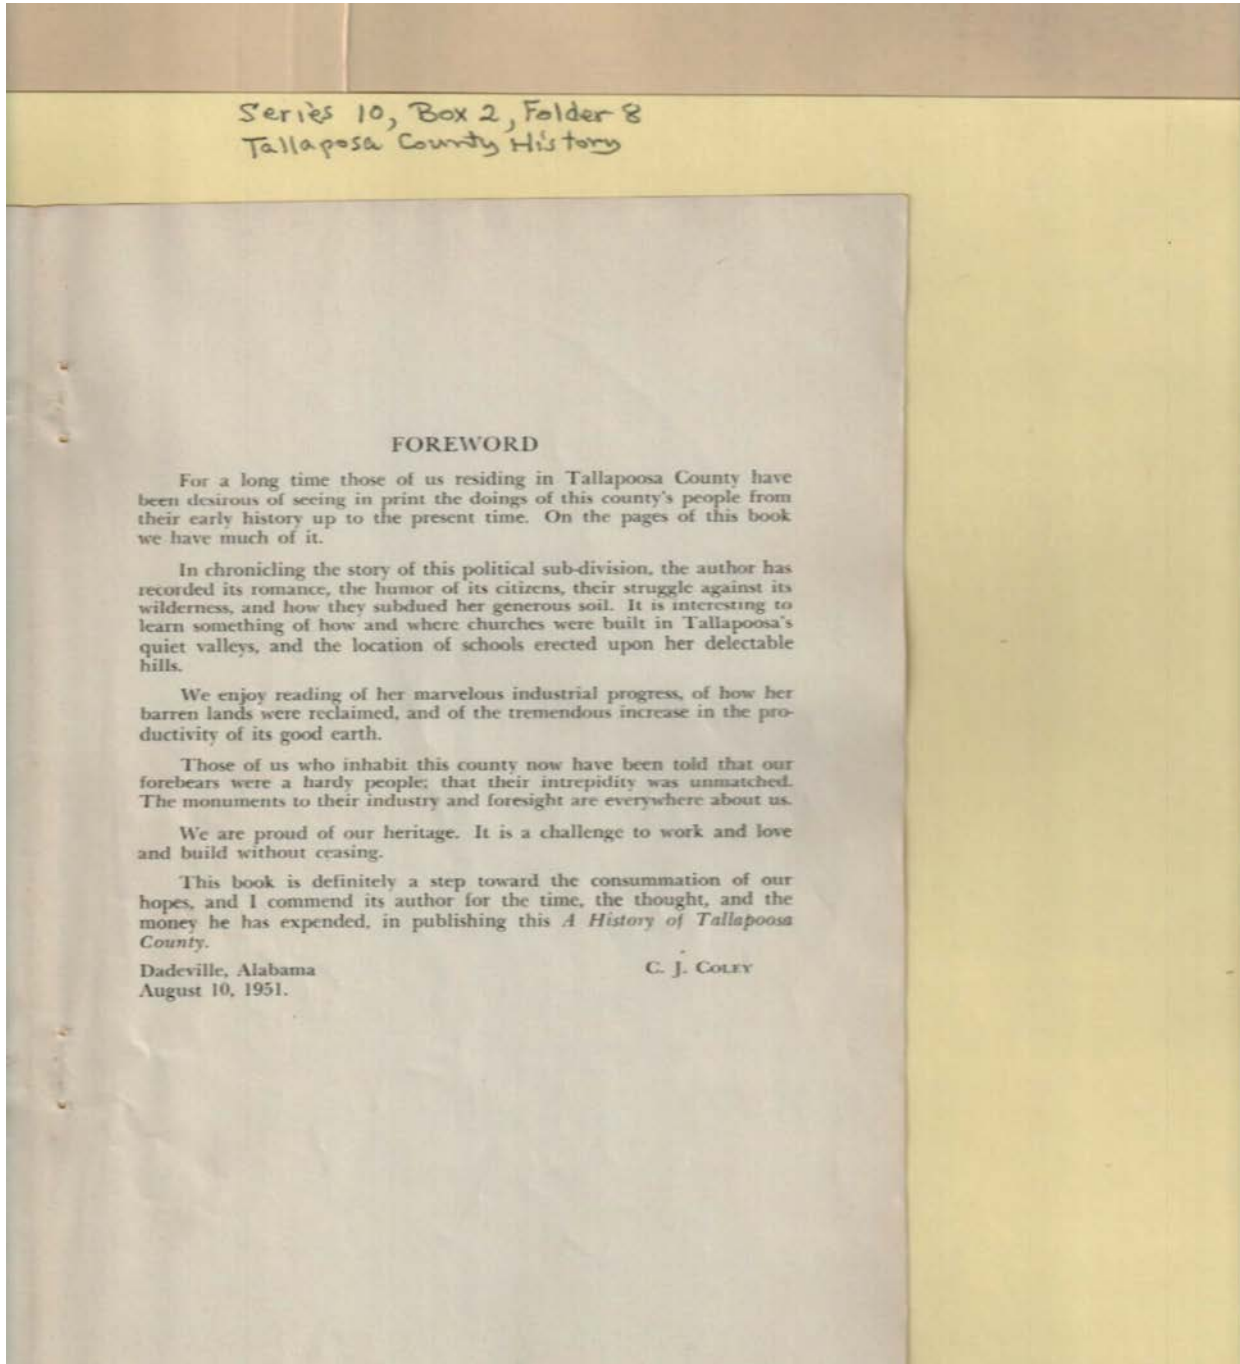 Series 10, Box 2, Folder 8
Tallaposa County History
FOREWORD
For a long time those of us residing in Tallapoosa County have
been desirous of seeing in print the doings of this county's people from
their early history up to the present time. On the pages of this book
we have much of it.
In chronicling the story of this political sub-division, the author has
recorded its romance, the humor of its citizens, their struggle against its
wilderness, and how they subdued her generous soil. It is interesting to
learn something of how and where churches were built in Tallapoosa's
quiet valleys, and the location of schools erected upon her delectable
hills.
We enjoy reading of her marvelous industrial progress, of how her
barren lands were reclaimed, and of the tremendous increase in the pro-
ductivity of its good earth.
Those of us who inhabit this county now have been told that our
forebears were a hardy people; that their intrepidity was unmatched.
The monuments to their industry and foresight are everywhere about us.
We are proud of our heritage. It is a challenge to work and love
and build without ceasing.
This book is definitely a step toward the consummation of our
hopes, and I commend its author for the time, the thought, and the
money he has expended, in publishing this A History of Tallapoosa
County.
Dadeville, Alabama C. J. COLEY
August 10, 1951.